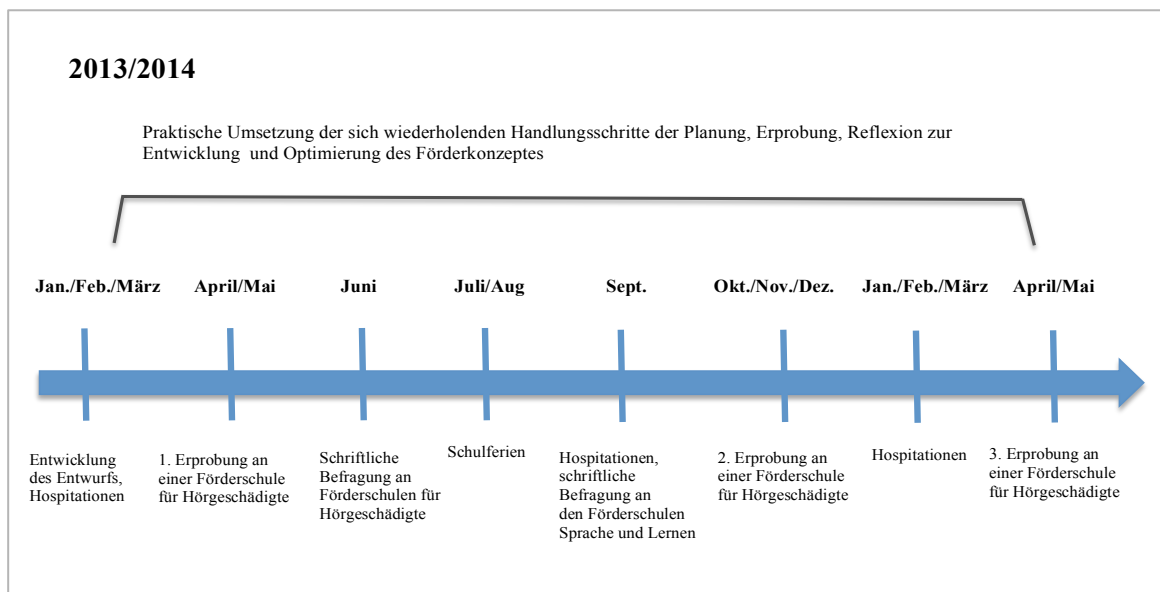 2013/2014
Praktische Umsetzung der sich wiederholenden Handlungsschritte der Planung, Erprobung, Reflexion zur
Entwicklung und Optimierung des Förderkonzeptes
Jan./Feb./März
April/Mai
Juni
Juli/Aug
Sept.
Okt./Nov./Dez.
Jan./Feb./März
April/Mai
Entwicklung
des Entwurfs,
Hospitationen
1. Erprobung an
einer Förderschule
für Hörgeschädigte
Schriftliche
Befragung an
Förderschulen für
Hörgeschädigte
Schulferien
Hospitationen,
schriftliche
Befragung an
den Förderschulen
Sprache und Lernen
2. Erprobung an
einer Förderschule
für Hörgeschädigte
Hospitationen
3. Erprobung an
einer Förderschule
für Hörgeschädigte